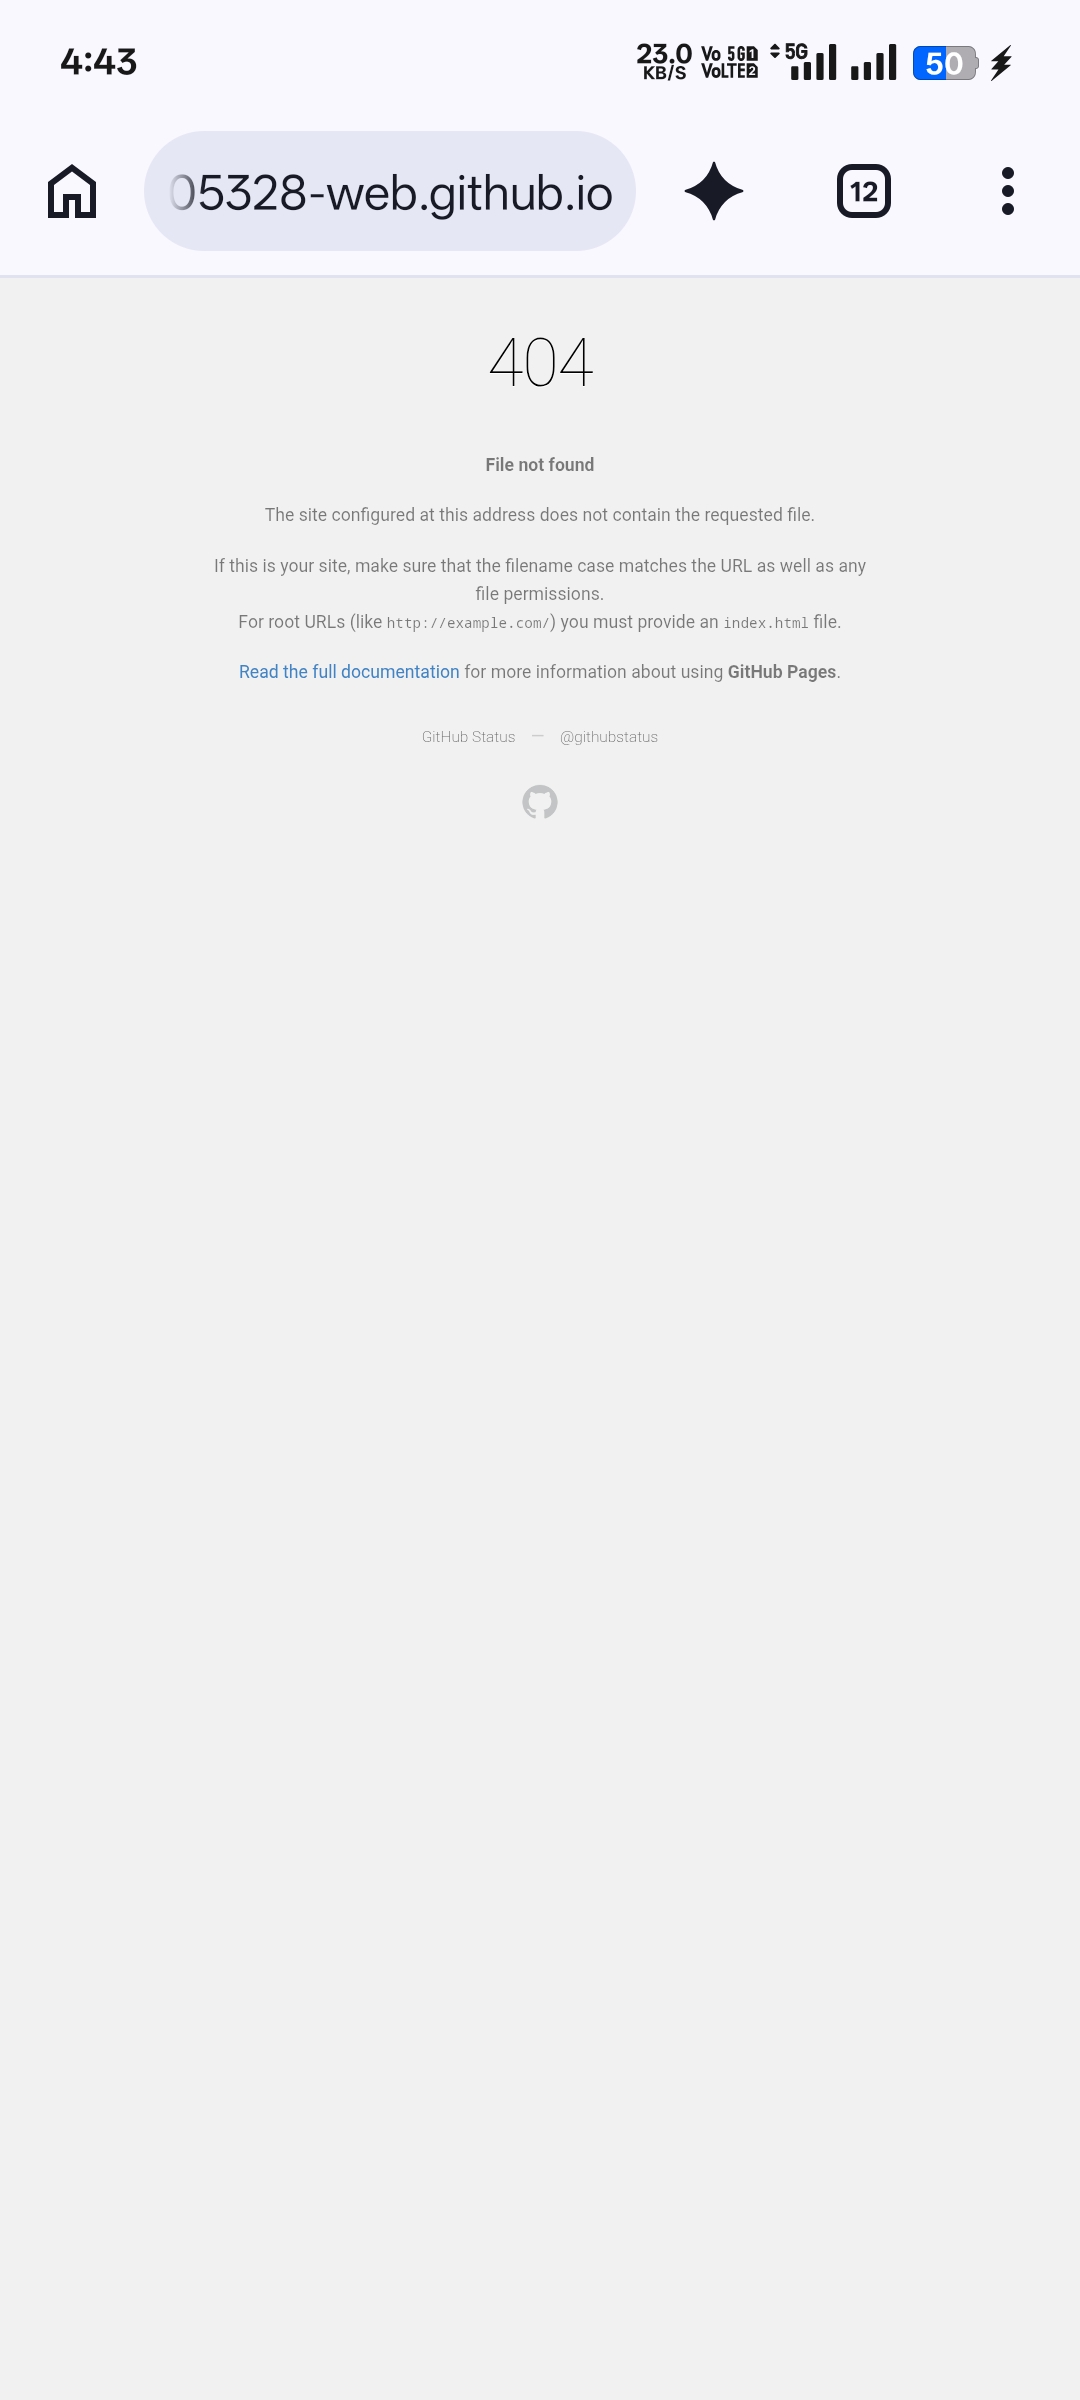 4:43
23.0 KB/S Vo 5G 1 VoLTE 2 5G 50
05328-web.github.io
12
404
File not found
The site configured at this address does not contain the requested file.
If this is your site, make sure that the filename case matches the URL as well as any
file permissions.
For root URLs (like http://example.com/) you must provide an index.html file.
Read the full documentation for more information about using GitHub Pages.
GitHub Status — @githubstatus